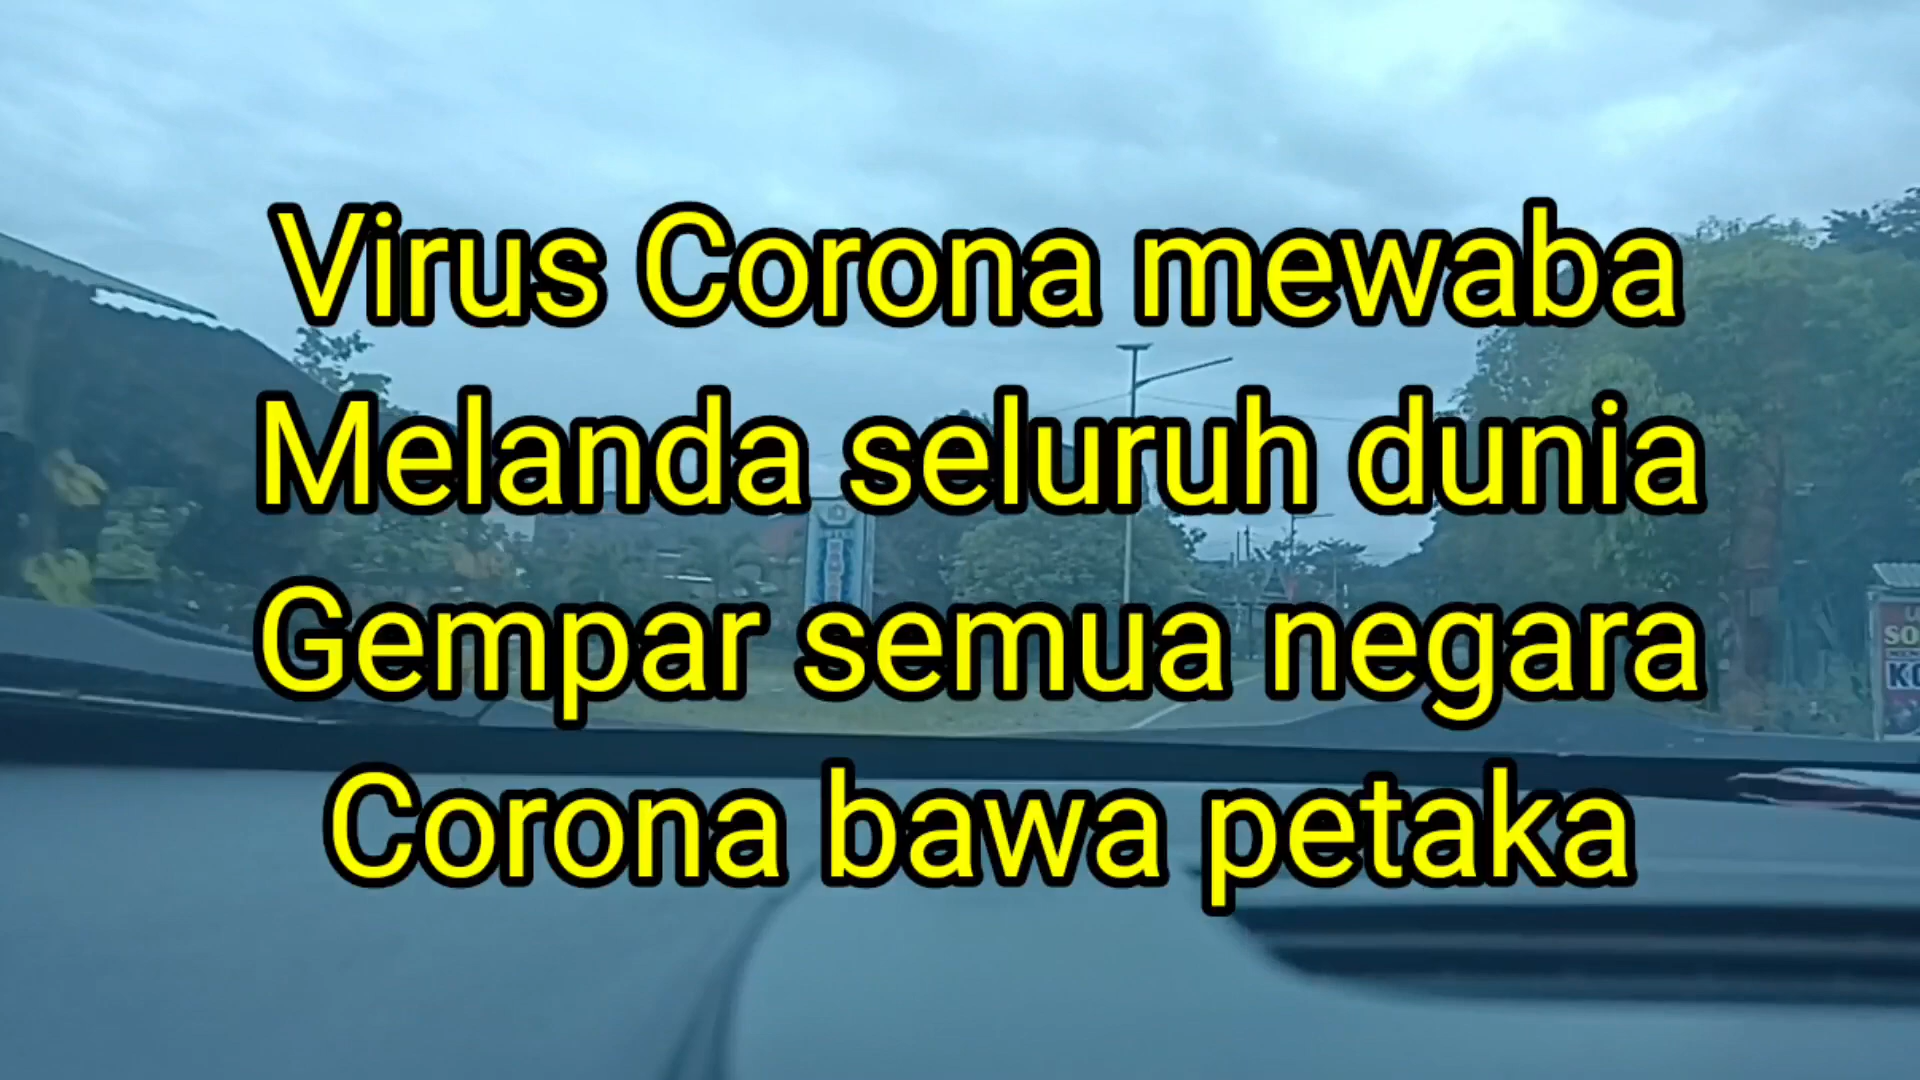 Virus Corona mewaba
Melanda seluruh dunia
Gempar semua negara
Corona bawa petaka